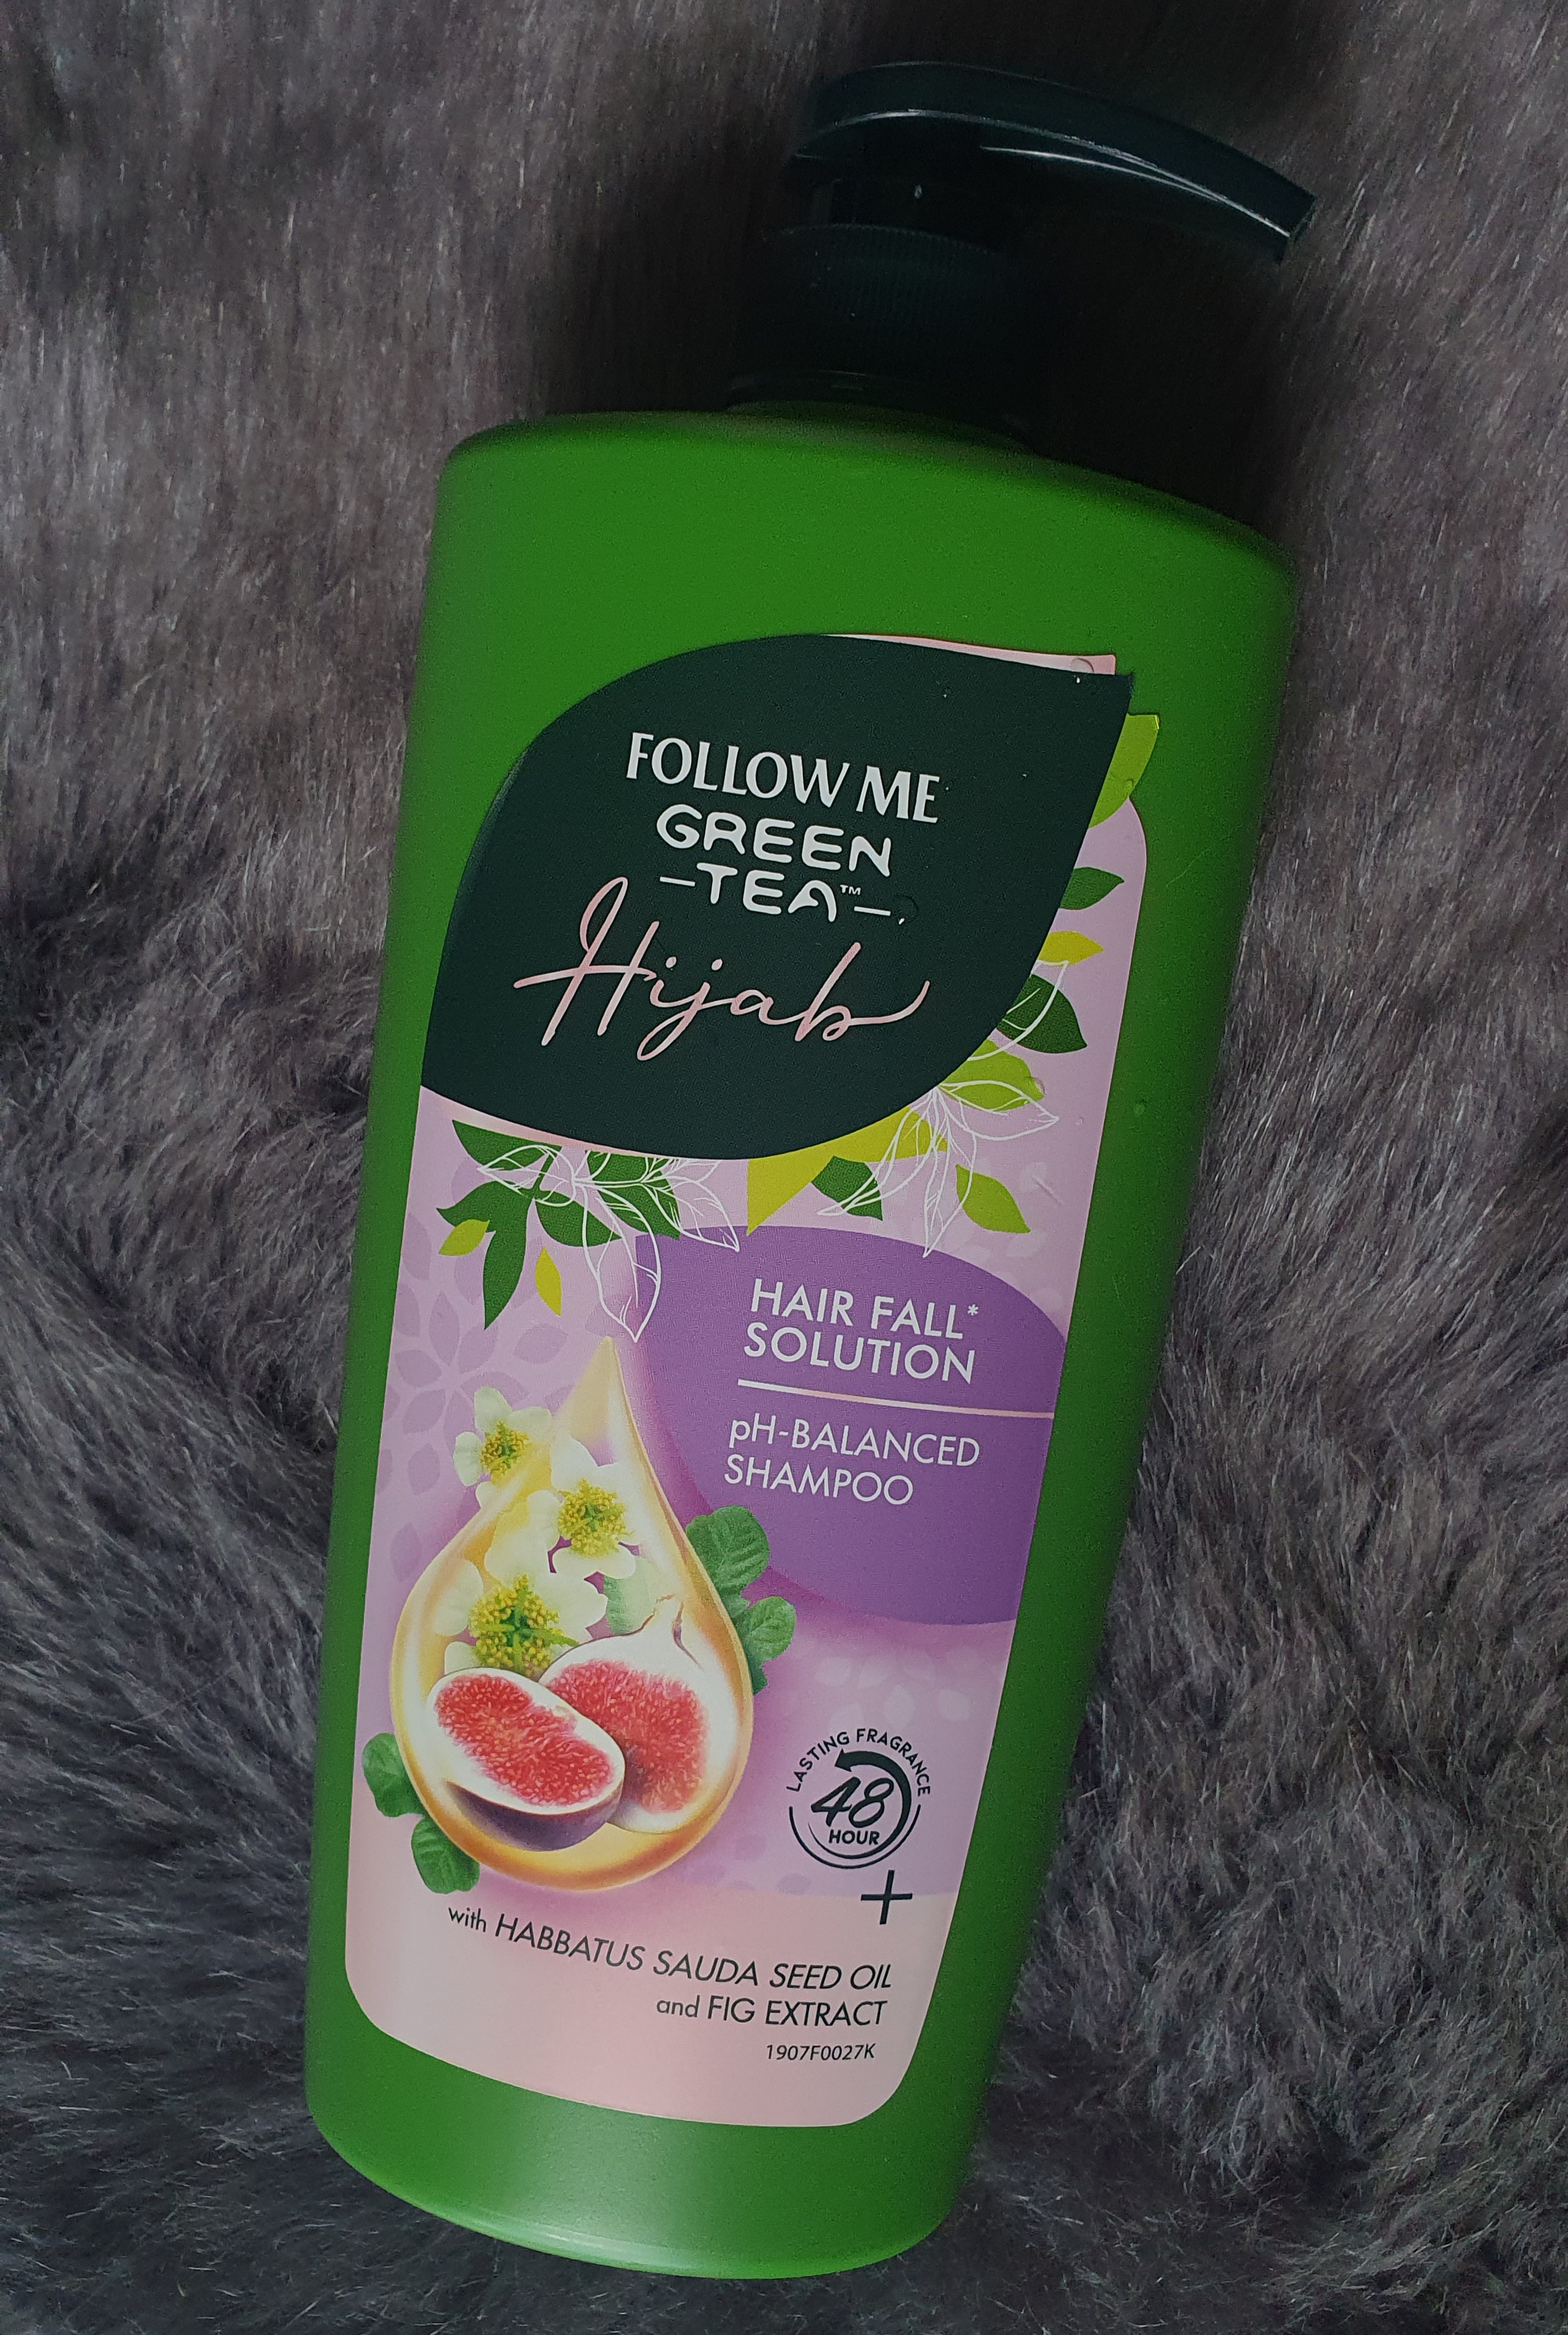 FOLLOW ME
GREEN
-TEA™-
Hijab
HAIR FALL*
SOLUTION
pH-BALANCED
SHAMPOO
LASTING FRAGRANCE
48
HOUR
+
with HABBATUS SAUDA SEED OIL
and FIG EXTRACT
1907F0027K